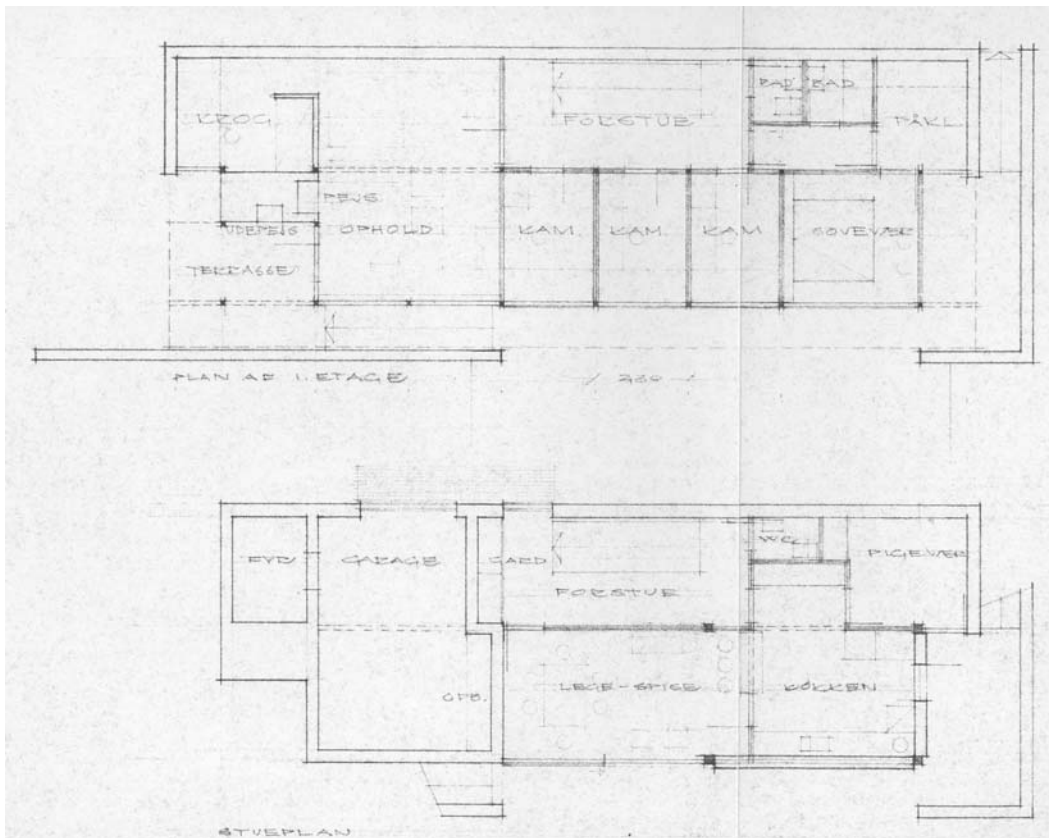 KROG
FORSTUE
BAD BAD
PÅKL.
PEJS
UDEPEJS
OPHOLD
KAM.
KAM.
KAM
SOVEVÆR
TERRASSE
PLAN AF 1. ETAGE
FYR
GARAGE
GARD.
WC
PIGEVÆR
FORSTUE
OPB.
LEGE-SPISE
KØKKEN
STUEPLAN